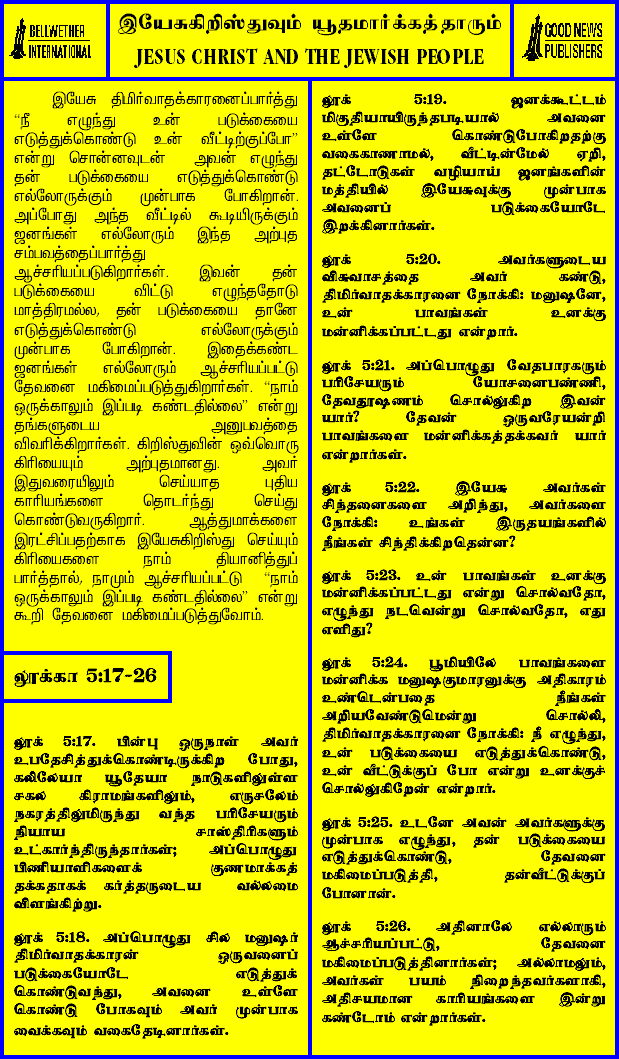 BELLWETHER
INTERNATIONAL
இயேசுகிறிஸ்துவும் யூதமார்க்கத்தாரும்
JESUS CHRIST AND THE JEWISH PEOPLE
GOOD NEWS
PUBLISHERS
இயேசு திமிர்வாதக்காரனைப்பார்த்து
“நீ எழுந்து உன் படுக்கையை
எடுத்துக்கொண்டு உன் வீட்டிற்குப்போ”
என்று சொன்னவுடன் அவன் எழுந்து
தன் படுக்கையை எடுத்துக்கொண்டு
எல்லோருக்கும் முன்பாக போகிறான்.
அப்போது அந்த வீட்டில் கூடியிருக்கும்
ஜனங்கள் எல்லோரும் இந்த அற்புத
சம்பவத்தைப்பார்த்து
ஆச்சரியப்படுகிறார்கள். இவன் தன்
படுக்கையை விட்டு எழுந்ததோடு
மாத்திரமல்ல, தன் படுக்கையை தானே
எடுத்துக்கொண்டு எல்லோருக்கும்
முன்பாக போகிறான். இதைக்கண்ட
ஜனங்கள் எல்லோரும் ஆச்சரியப்பட்டு
தேவனை மகிமைப்படுத்துகிறார்கள். “நாம்
ஒருக்காலும் இப்படி கண்டதில்லை” என்று
தங்களுடைய அனுபவத்தை
விவரிக்கிறார்கள். கிறிஸ்துவின் ஒவ்வொரு
கிரியையும் அற்புதமானது. அவர்
இதுவரையிலும் செய்யாத புதிய
காரியங்களை தொடர்ந்து செய்து
கொண்டுவருகிறார். ஆத்துமாக்களை
இரட்சிப்பதற்காக இயேசுகிறிஸ்து செய்யும்
கிரியைகளை நாம் தியானித்துப்
பார்த்தால், நாமும் ஆச்சரியப்பட்டு “நாம்
ஒருக்காலும் இப்படி கண்டதில்லை” என்று
கூறி தேவனை மகிமைப்படுத்துவோம்.
லூக்கா 5:17-26
லூக் 5:17. பின்பு ஒருநாள் அவர்
உபதேசித்துக்கொண்டிருக்கிற போது,
கலிலேயா யூதேயா நாடுகளிலுள்ள
சகல கிராமங்களிலும், எருசலேம்
நகரத்திலுமிருந்து வந்த பரிசேயரும்
நியாய சாஸ்திரிகளும்
உட்கார்ந்திருந்தார்கள்; அப்பொழுது
பிணியாளிகளைக் குணமாக்கத்
தக்கதாகக் கர்த்தருடைய வல்லமை
விளங்கிற்று.
லூக் 5:18. அப்பொழுது சில மனுஷர்
திமிர்வாதக்காரன் ஒருவனைப்
படுக்கையோடே எடுத்துக்
கொண்டுவந்து, அவனை உள்ளே
கொண்டு போகவும் அவர் முன்பாக
வைக்கவும் வகைதேடினார்கள்.
லூக் 5:19. ஜனக்கூட்டம்
மிகுதியாயிருந்தபடியால் அவனை
உள்ளே கொண்டுபோகிறதற்கு
வகைகாணாமல், வீட்டின்மேல் ஏறி,
தட்டோடுகள் வழியாய் ஜனங்களின்
மத்தியில் இயேசுவுக்கு முன்பாக
அவனைப் படுக்கையோடே
இறக்கினார்கள்.
லூக் 5:20. அவர்களுடைய
விசுவாசத்தை அவர் கண்டு,
திமிர்வாதக்காரனை நோக்கி: மனுஷனே,
உன் பாவங்கள் உனக்கு
மன்னிக்கப்பட்டது என்றார்.
லூக் 5:21. அப்பொழுது வேதபாரகரும்
பரிசேயரும் யோசனைபண்ணி,
தேவதூஷணம் சொல்லுகிற இவன்
யார்? தேவன் ஒருவரேயன்றி
பாவங்களை மன்னிக்கத்தக்கவர் யார்
என்றார்கள்.
லூக் 5:22. இயேசு அவர்கள்
சிந்தனைகளை அறிந்து, அவர்களை
நோக்கி: உங்கள் இருதயங்களில்
நீங்கள் சிந்திக்கிறதென்ன?
லூக் 5:23. உன் பாவங்கள் உனக்கு
மன்னிக்கப்பட்டது என்று சொல்வதோ,
எழுந்து நடவென்று சொல்வதோ, எது
எளிது?
லூக் 5:24. பூமியிலே பாவங்களை
மன்னிக்க மனுஷகுமாரனுக்கு அதிகாரம்
உண்டென்பதை நீங்கள்
அறியவேண்டுமென்று சொல்லி,
திமிர்வாதக்காரனை நோக்கி: நீ எழுந்து,
உன் படுக்கையை எடுத்துக்கொண்டு,
உன் வீட்டுக்குப் போ என்று உனக்குச்
சொல்லுகிறேன் என்றார்.
லூக் 5:25. உடனே அவன் அவர்களுக்கு
முன்பாக எழுந்து, தன் படுக்கையை
எடுத்துக்கொண்டு, தேவனை
மகிமைப்படுத்தி, தன்வீட்டுக்குப்
போனான்.
லூக் 5:26. அதினாலே எல்லாரும்
ஆச்சரியப்பட்டு, தேவனை
மகிமைப்படுத்தினார்கள்; அல்லாமலும்,
அவர்கள் பயம் நிறைந்தவர்களாகி,
அதிசயமான காரியங்களை இன்று
கண்டோம் என்றார்கள்.